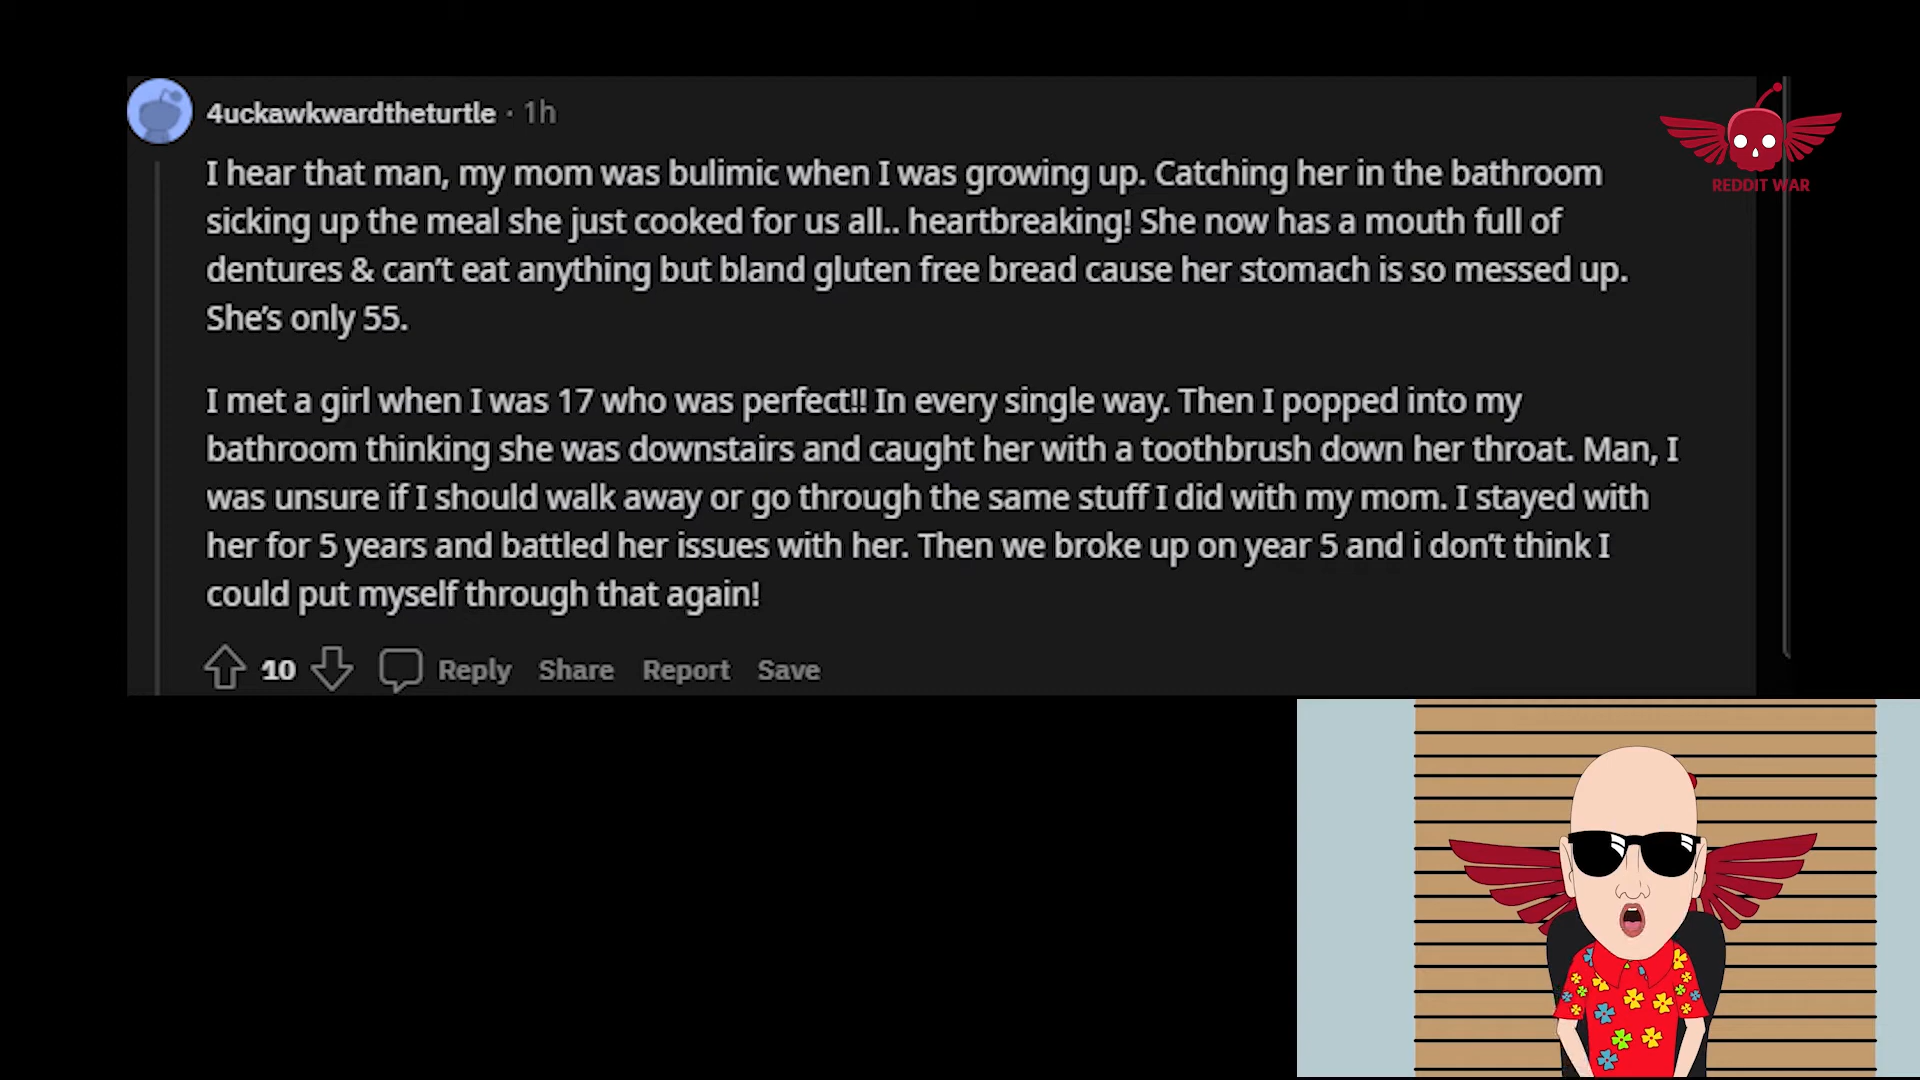 4uckawkwardtheturtle · 1h
REDDIT WAR
I hear that man, my mom was bulimic when I was growing up. Catching her in the bathroom
sicking up the meal she just cooked for us all.. heartbreaking! She now has a mouth full of
dentures & can't eat anything but bland gluten free bread cause her stomach is so messed up.
She's only 55.
I met a girl when I was 17 who was perfect!! In every single way. Then I popped into my
bathroom thinking she was downstairs and caught her with a toothbrush down her throat. Man, I
was unsure if I should walk away or go through the same stuff I did with my mom. I stayed with
her for 5 years and battled her issues with her. Then we broke up on year 5 and i don't think I
could put myself through that again!
10 Reply Share Report Save